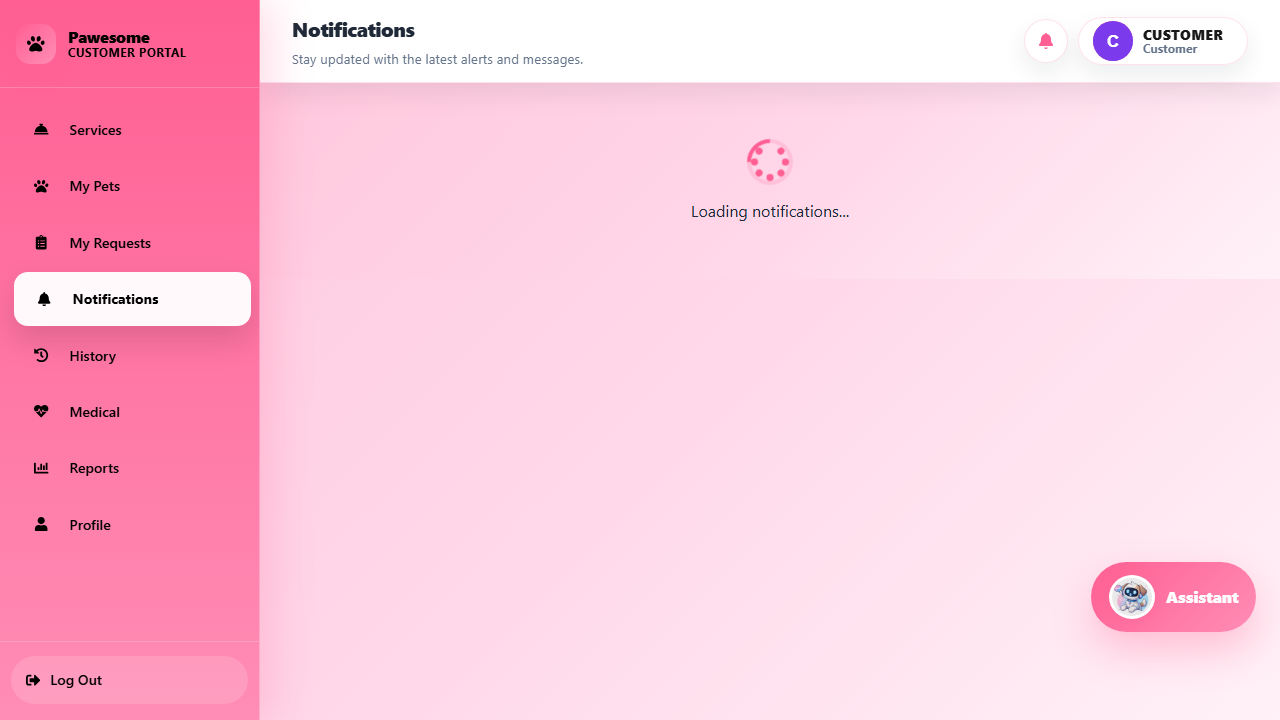 Pawesome
CUSTOMER PORTAL
Services
My Pets
My Requests
Notifications
History
Medical
Reports
Profile
Log Out
Notifications
Stay updated with the latest alerts and messages.
C
CUSTOMER
Customer
Loading notifications...
Assistant